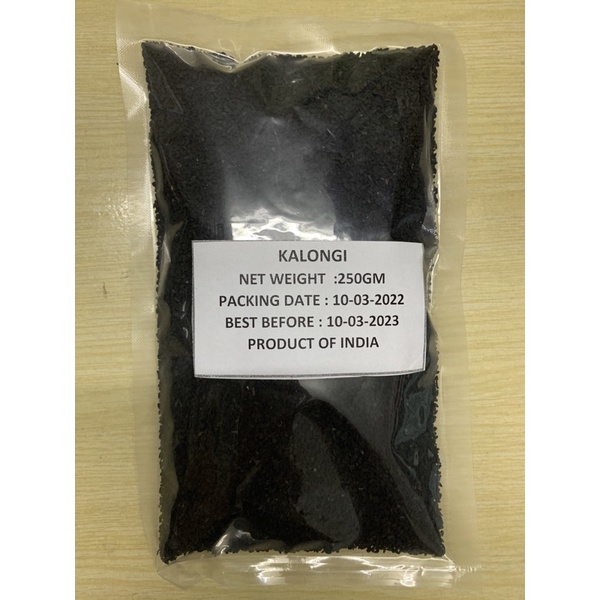 KALONGI
NET WEIGHT :250GM
PACKING DATE : 10-03-2022
BEST BEFORE : 10-03-2023
PRODUCT OF INDIA